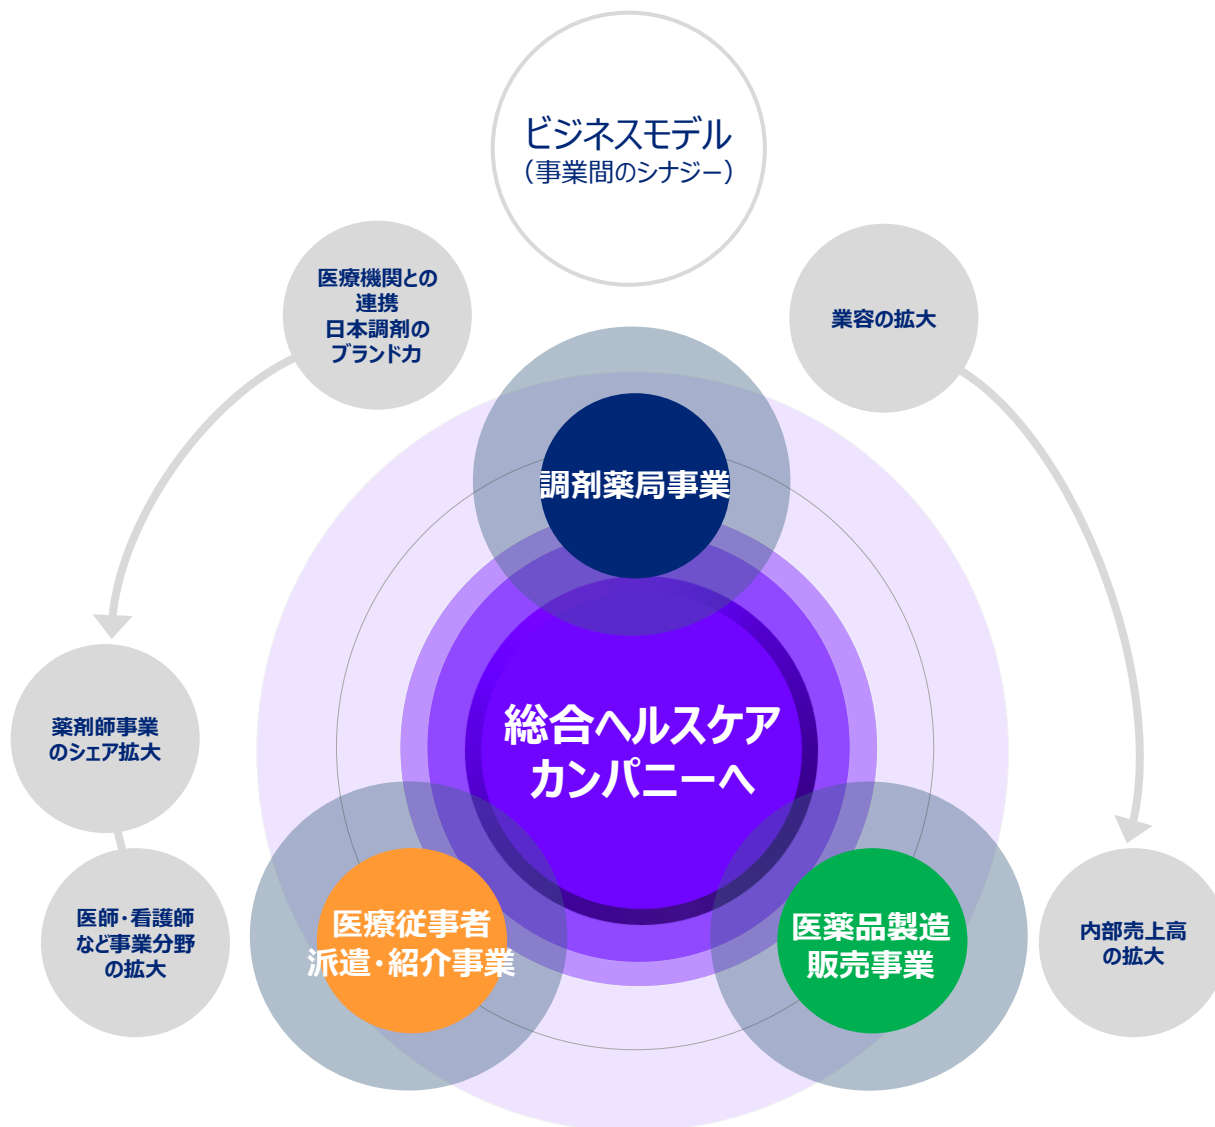 ビジネスモデル
(事業間のシナジー)
医療機関との
連携
日本調剤の
ブランド力
業容の拡大
調剤薬局事業
総合ヘルスケア
カンパニーへ
薬剤師事業
のシェア拡大
医師・看護師
など事業分野
の拡大
医療従事者
派遣・紹介事業
医薬品製造
販売事業
内部売上高
の拡大